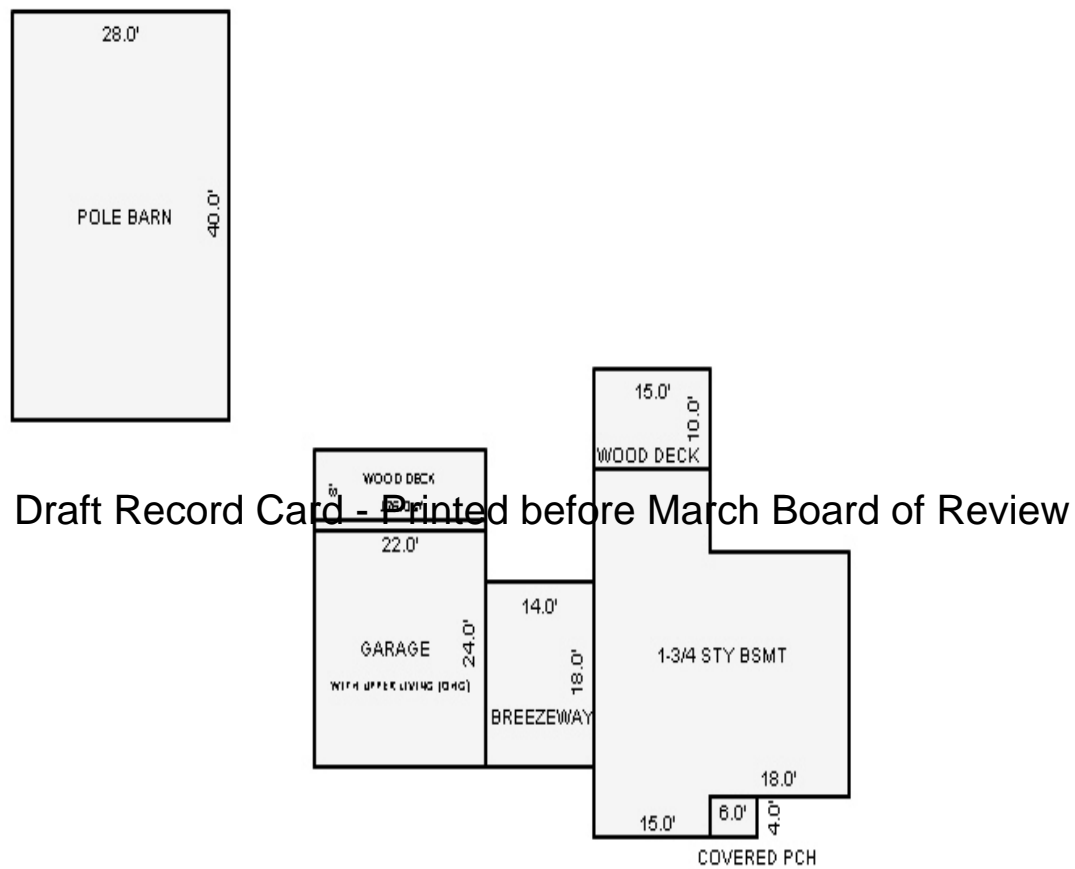 28.0'
POLE BARN
40.0'
15.0'
10.0'
WOOD DECK
WOOD DECK
8'
Draft Record Card - Printed before March Board of Review
22.0'
14.0'
24.0'
GARAGE
1-3/4 STY BSMT
18.0'
WITH UPPER LIVING
BREEZEWAY
18.0'
6.0'
4.0'
15.0'
COVERED PCH